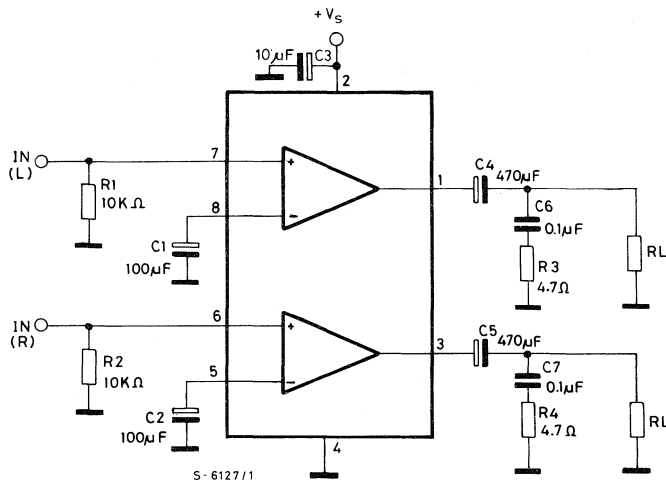 +VS
10µF C3
2
IN
(L)
7
R1
10KΩ
8
C1
100µF
+
-
1
C4
470µF
C6
0.1µF
R3
4.7Ω
RL
IN
(R)
6
R2
10KΩ
5
C2
100µF
+
-
3
C5
470µF
C7
0.1µF
R4
4.7Ω
RL
4
S-6127/1